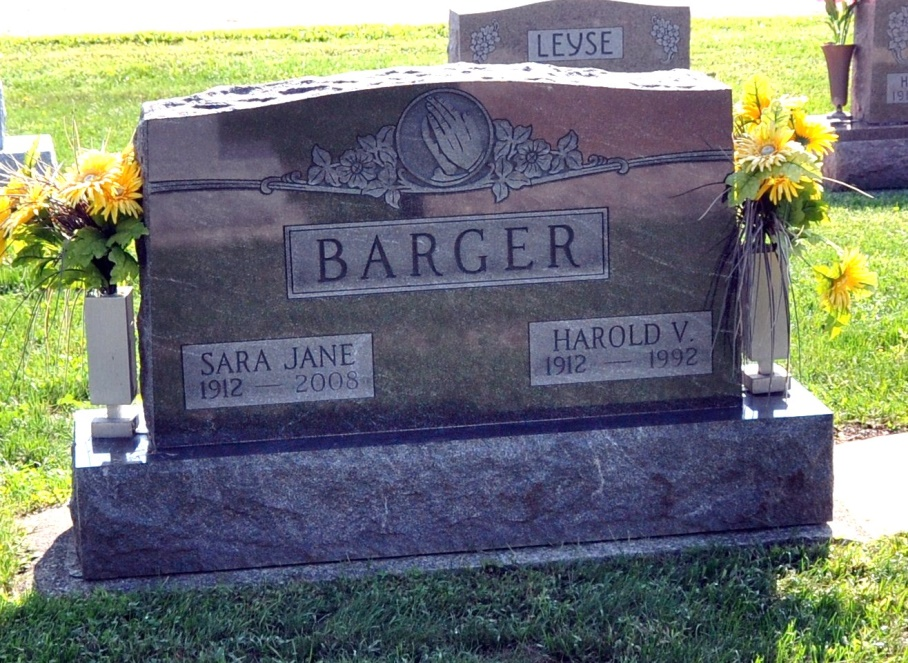 LEYSE
BARGER
SARA JANE
1912 — 2008
HAROLD V.
1912 — 1992